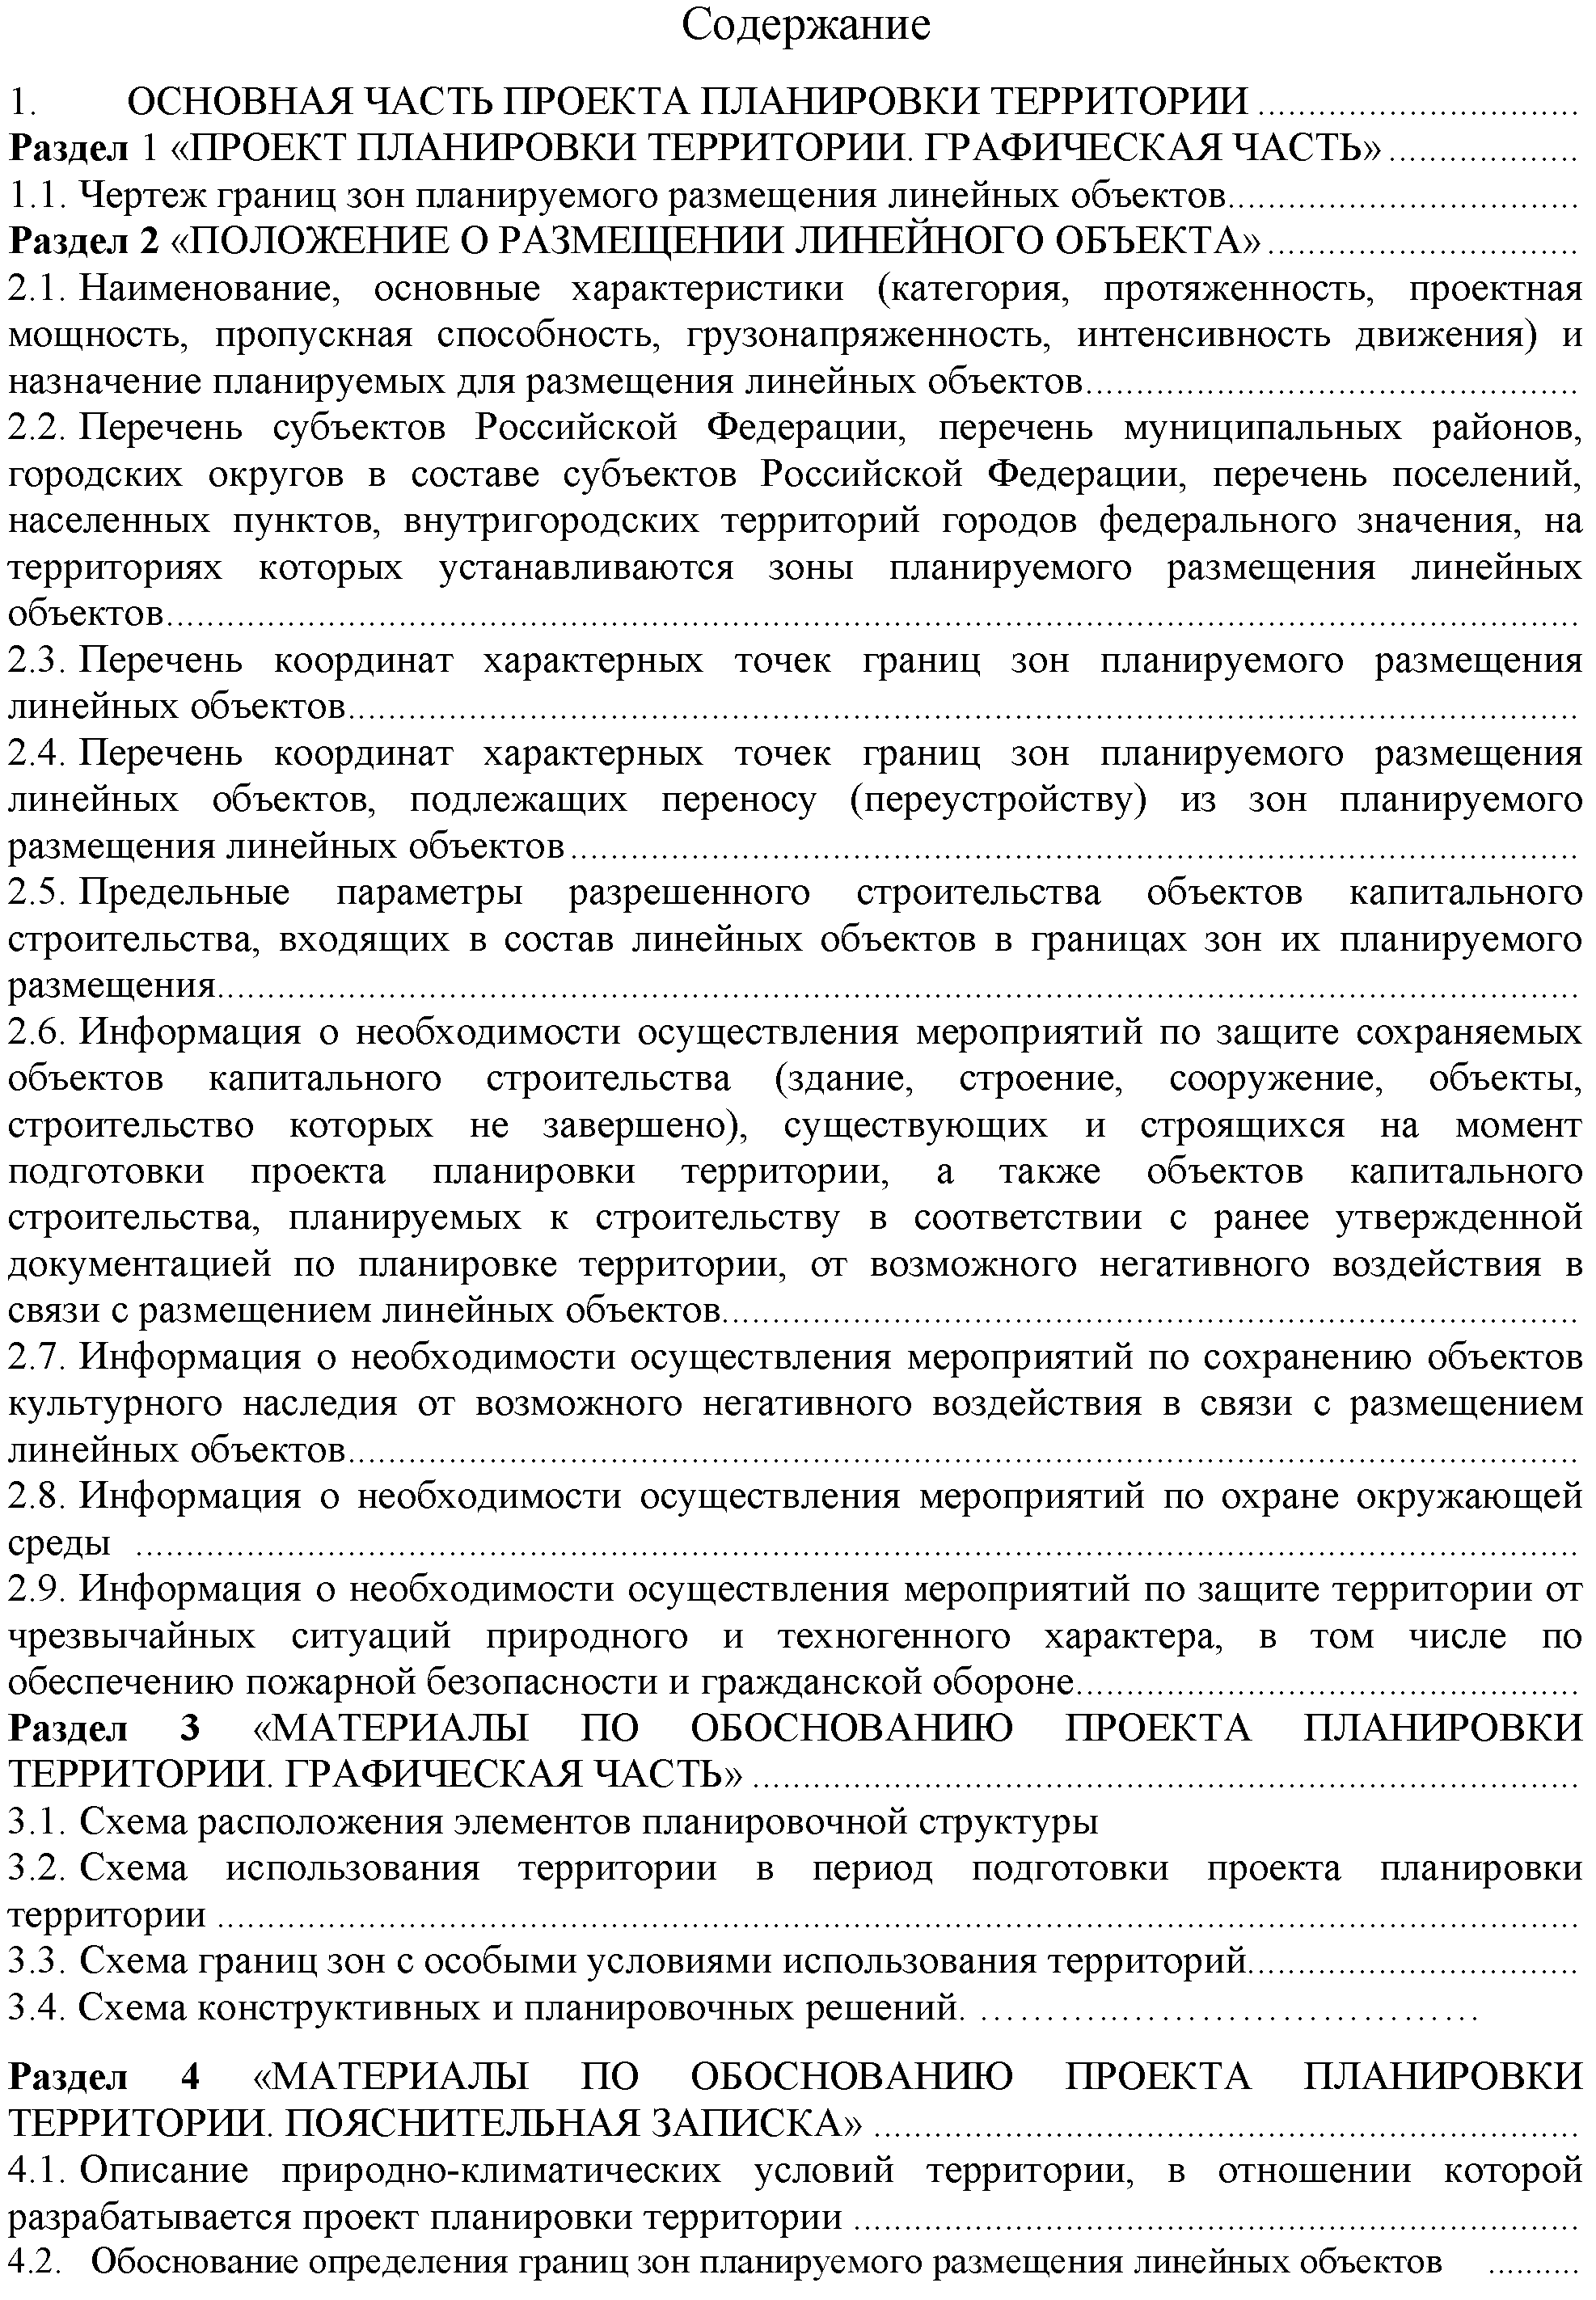 Содержание
1. ОСНОВНАЯ ЧАСТЬ ПРОЕКТА ПЛАНИРОВКИ ТЕРРИТОРИИ ................................
Раздел 1 «ПРОЕКТ ПЛАНИРОВКИ ТЕРРИТОРИИ. ГРАФИЧЕСКАЯ ЧАСТЬ» ...................
1.1. Чертеж границ зон планируемого размещения линейных объектов...................................
Раздел 2 «ПОЛОЖЕНИЕ О РАЗМЕЩЕНИИ ЛИНЕЙНОГО ОБЪЕКТА» ...............................
2.1. Наименование, основные характеристики (категория, протяженность, проектная
мощность, пропускная способность, грузонапряженность, интенсивность движения) и
назначение планируемых для размещения линейных объектов.................................................
2.2. Перечень субъектов Российской Федерации, перечень муниципальных районов,
городских округов в составе субъектов Российской Федерации, перечень поселений,
населенных пунктов, внутригородских территорий городов федерального значения, на
территориях которых устанавливаются зоны планируемого размещения линейных
объектов.............................................................................................................................
2.3. Перечень координат характерных точек границ зон планируемого размещения
линейных объектов...........................................................................................................
2.4. Перечень координат характерных точек границ зон планируемого размещения
линейных объектов, подлежащих переносу (переустройству) из зон планируемого
размещения линейных объектов .....................................................................................
2.5. Предельные параметры разрешенного строительства объектов капитального
строительства, входящих в состав линейных объектов в границах зон их планируемого
размещения.......................................................................................................................
2.6. Информация о необходимости осуществления мероприятий по защите сохраняемых
объектов капитального строительства (здание, строение, сооружение, объекты,
строительство которых не завершено), существующих и строящихся на момент
подготовки проекта планировки территории, а также объектов капитального
строительства, планируемых к строительству в соответствии с ранее утвержденной
документацией по планировке территории, от возможного негативного воздействия в
связи с размещением линейных объектов......................................................................
2.7. Информация о необходимости осуществления мероприятий по сохранению объектов
культурного наследия от возможного негативного воздействия в связи с размещением
линейных объектов...........................................................................................................
2.8. Информация о необходимости осуществления мероприятий по охране окружающей
среды ................................................................................................................................
2.9. Информация о необходимости осуществления мероприятий по защите территории от
чрезвычайных ситуаций природного и техногенного характера, в том числе по
обеспечению пожарной безопасности и гражданской обороне..................................................
Раздел 3 «МАТЕРИАЛЫ ПО ОБОСНОВАНИЮ ПРОЕКТА ПЛАНИРОВКИ
ТЕРРИТОРИИ. ГРАФИЧЕСКАЯ ЧАСТЬ» ..................................................................................
3.1. Схема расположения элементов планировочной структуры
3.2. Схема использования территории в период подготовки проекта планировки
территории ........................................................................................................................
3.3. Схема границ зон с особыми условиями использования территорий.................................
3.4. Схема конструктивных и планировочных решений. ......................................
Раздел 4 «МАТЕРИАЛЫ ПО ОБОСНОВАНИЮ ПРОЕКТА ПЛАНИРОВКИ
ТЕРРИТОРИИ. ПОЯСНИТЕЛЬНАЯ ЗАПИСКА» ......................................................................
4.1. Описание природно-климатических условий территории, в отношении которой
разрабатывается проект планировки территории ........................................................................
4.2. Обоснование определения границ зон планируемого размещения линейных объектов ..........